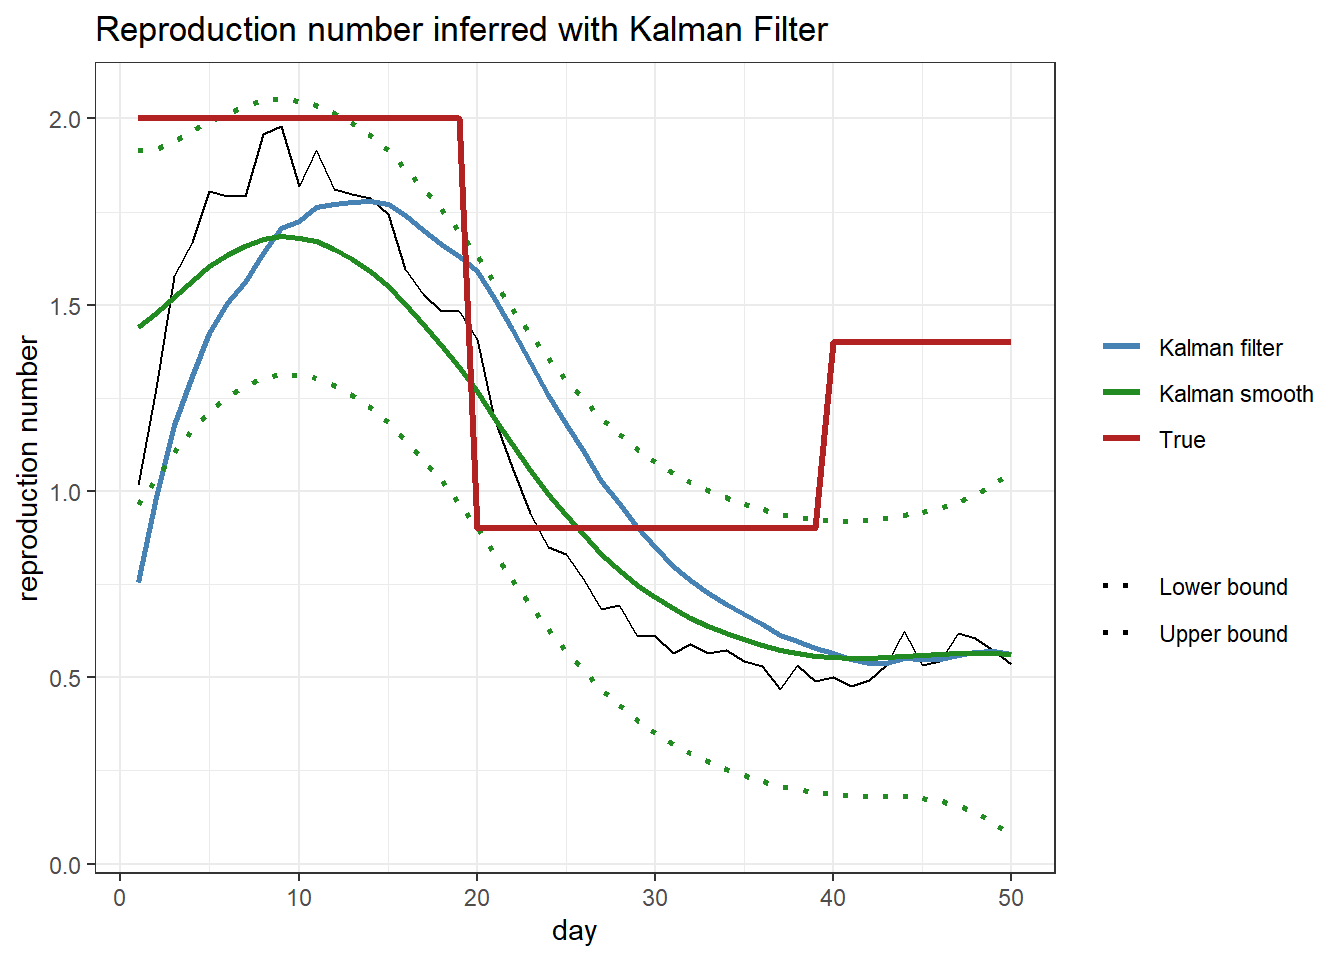 Reproduction number inferred with Kalman Filter
reproduction number
2.0
1.5
1.0
0.5
0.0
0
10
20
30
40
50
day
Kalman filter
Kalman smooth
True
Lower bound
Upper bound